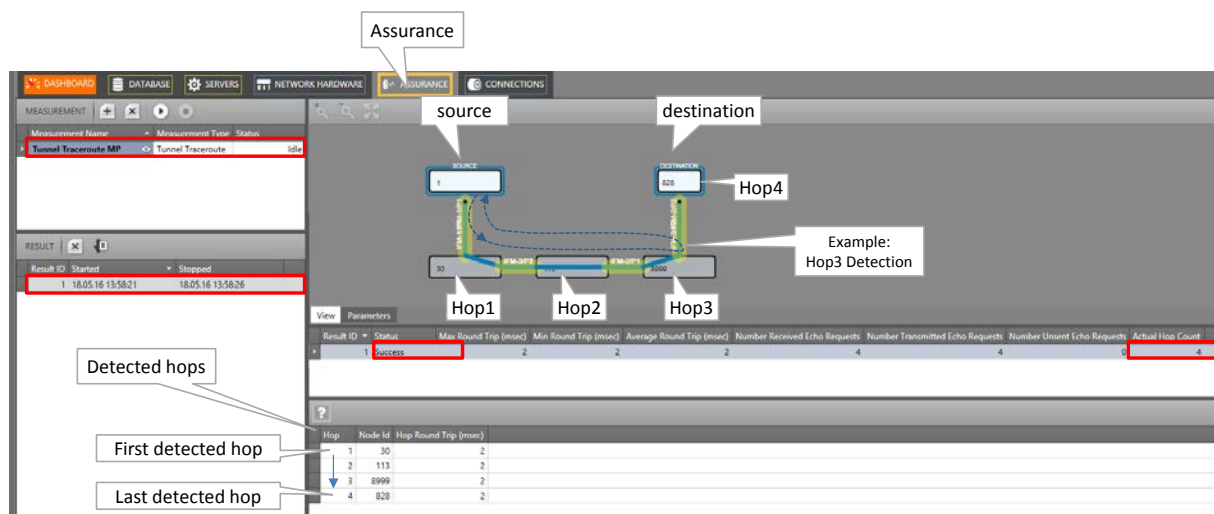 Assurance
DASHBOARD DATABASE SERVERS NETWORK HARDWARE ASSURANCE CONNECTIONS
MEASUREMENT
Measurement Name Measurement Type Status
Tunnel Traceroute MP Tunnel Traceroute Idle
source destination
SOURCE DESTINATION
1 828
Hop4
Example:
Hop3 Detection
30 IFM-3/P2 IFM-2/P1
Hop1 Hop2 Hop3
RESULT
Result ID Started Stopped
1 18.05.16 13:58:21 18.05.16 13:58:26
View Parameters
Result ID Status Max Round Trip (msec) Min Round Trip (msec) Average Round Trip (msec) Number Received Echo Requests Number Transmitted Echo Requests Number Unsent Echo Requests Actual Hop Count
1 Success 2 2 2 4 4 0 4
Detected hops
?
Hop Node Id Hop Round Trip (msec)
First detected hop
1 30 2
2 113 2
3 8999 2
Last detected hop
4 828 2